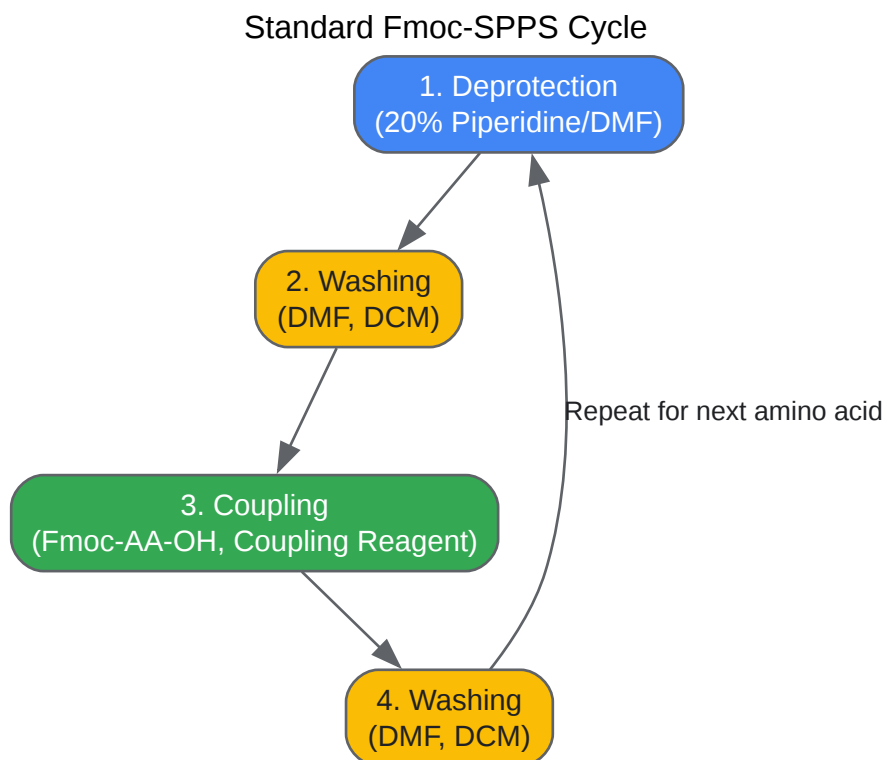 Standard Fmoc-SPPS Cycle
1. Deprotection
(20% Piperidine/DMF)
2. Washing
(DMF, DCM)
Repeat for next amino acid
3. Coupling
(Fmoc-AA-OH, Coupling Reagent)
4. Washing
(DMF, DCM)